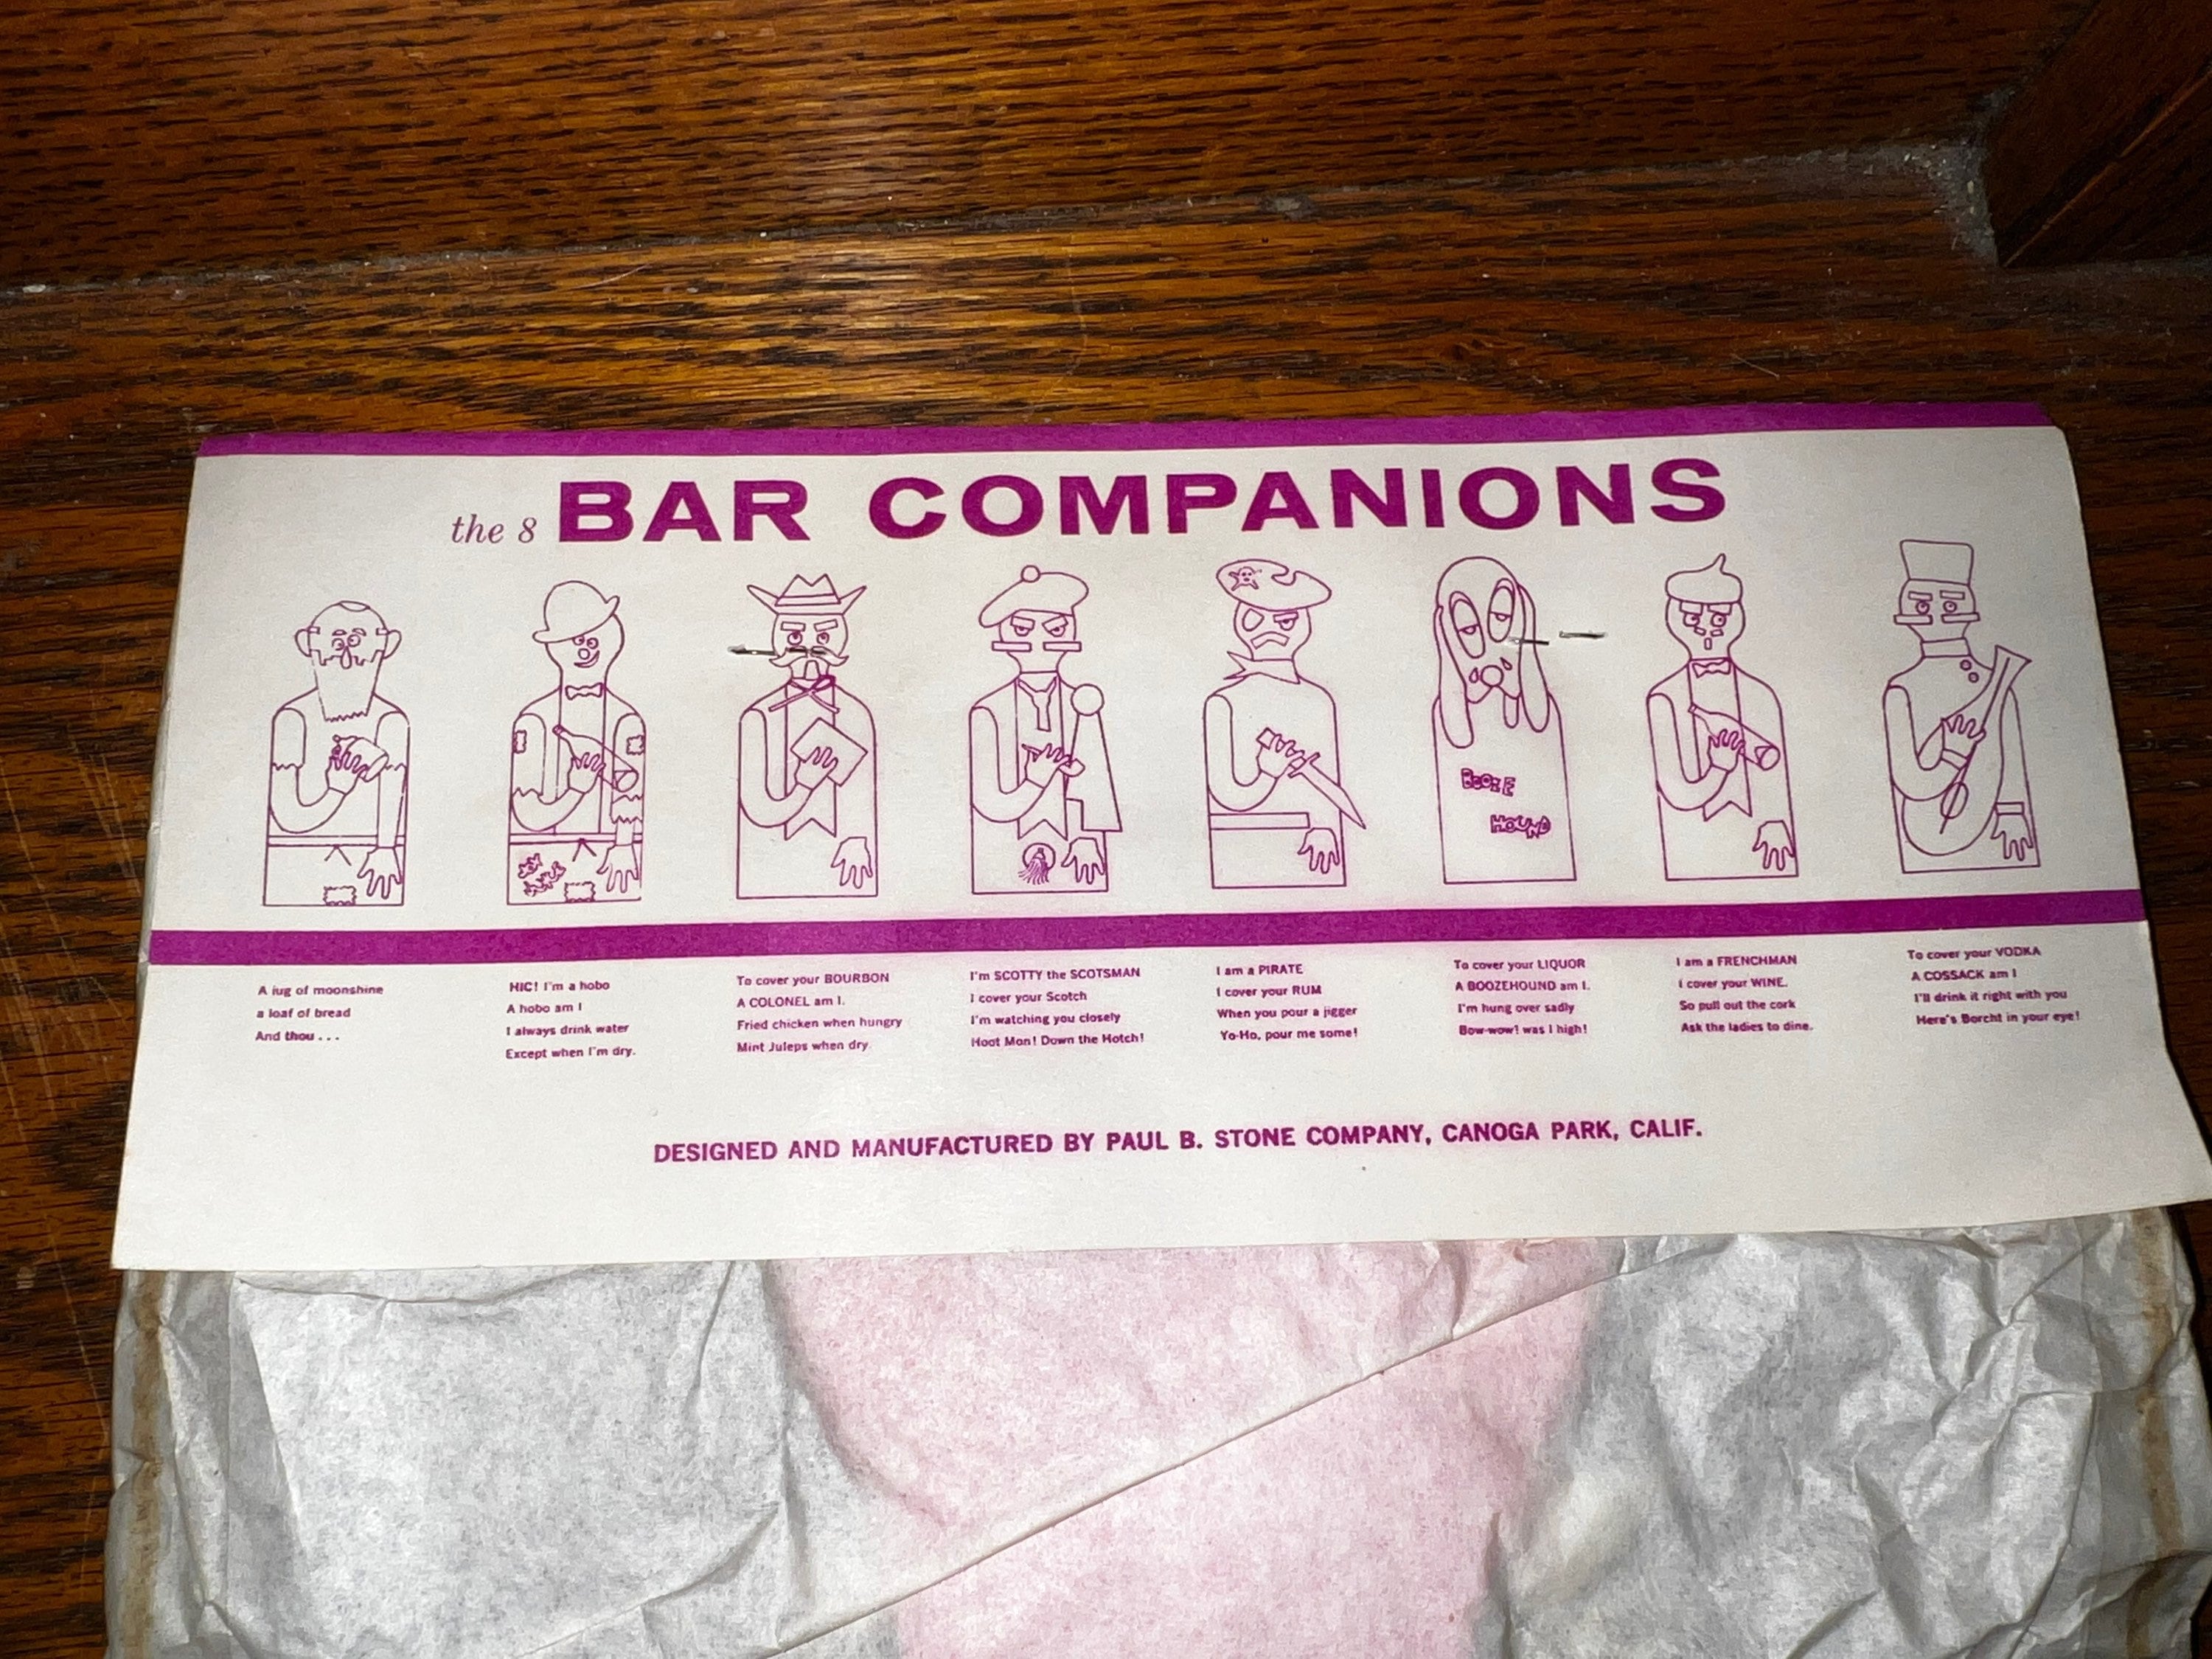 the 8 BAR COMPANIONS
BOOZE
HOUND
A jug of moonshine
a loaf of bread
And thou . . .
HIC! I'm a hobo
A hobo am I
I always drink water
Except when I'm dry.
To cover your BOURBON
A COLONEL am I.
Fried chicken when hungry
Mint Juleps when dry
I'm SCOTTY the SCOTSMAN
I cover your Scotch
I'm watching you closely
Hoot Mon! Down the Hotch!
I am a PIRATE
I cover your RUM
When you pour a jigger
Yo-Ho, pour me some!
To cover your LIQUOR
A BOOZEHOUND am I.
I'm hung over sadly
Bow-wow! was I high!
I am a FRENCHMAN
I cover your WINE.
So pull out the cork
Ask the ladies to dine.
To cover your VODKA
A COSSACK am I
I'll drink it right with you
Here's Borcht in your eye!
DESIGNED AND MANUFACTURED BY PAUL B. STONE COMPANY, CANOGA PARK, CALIF.